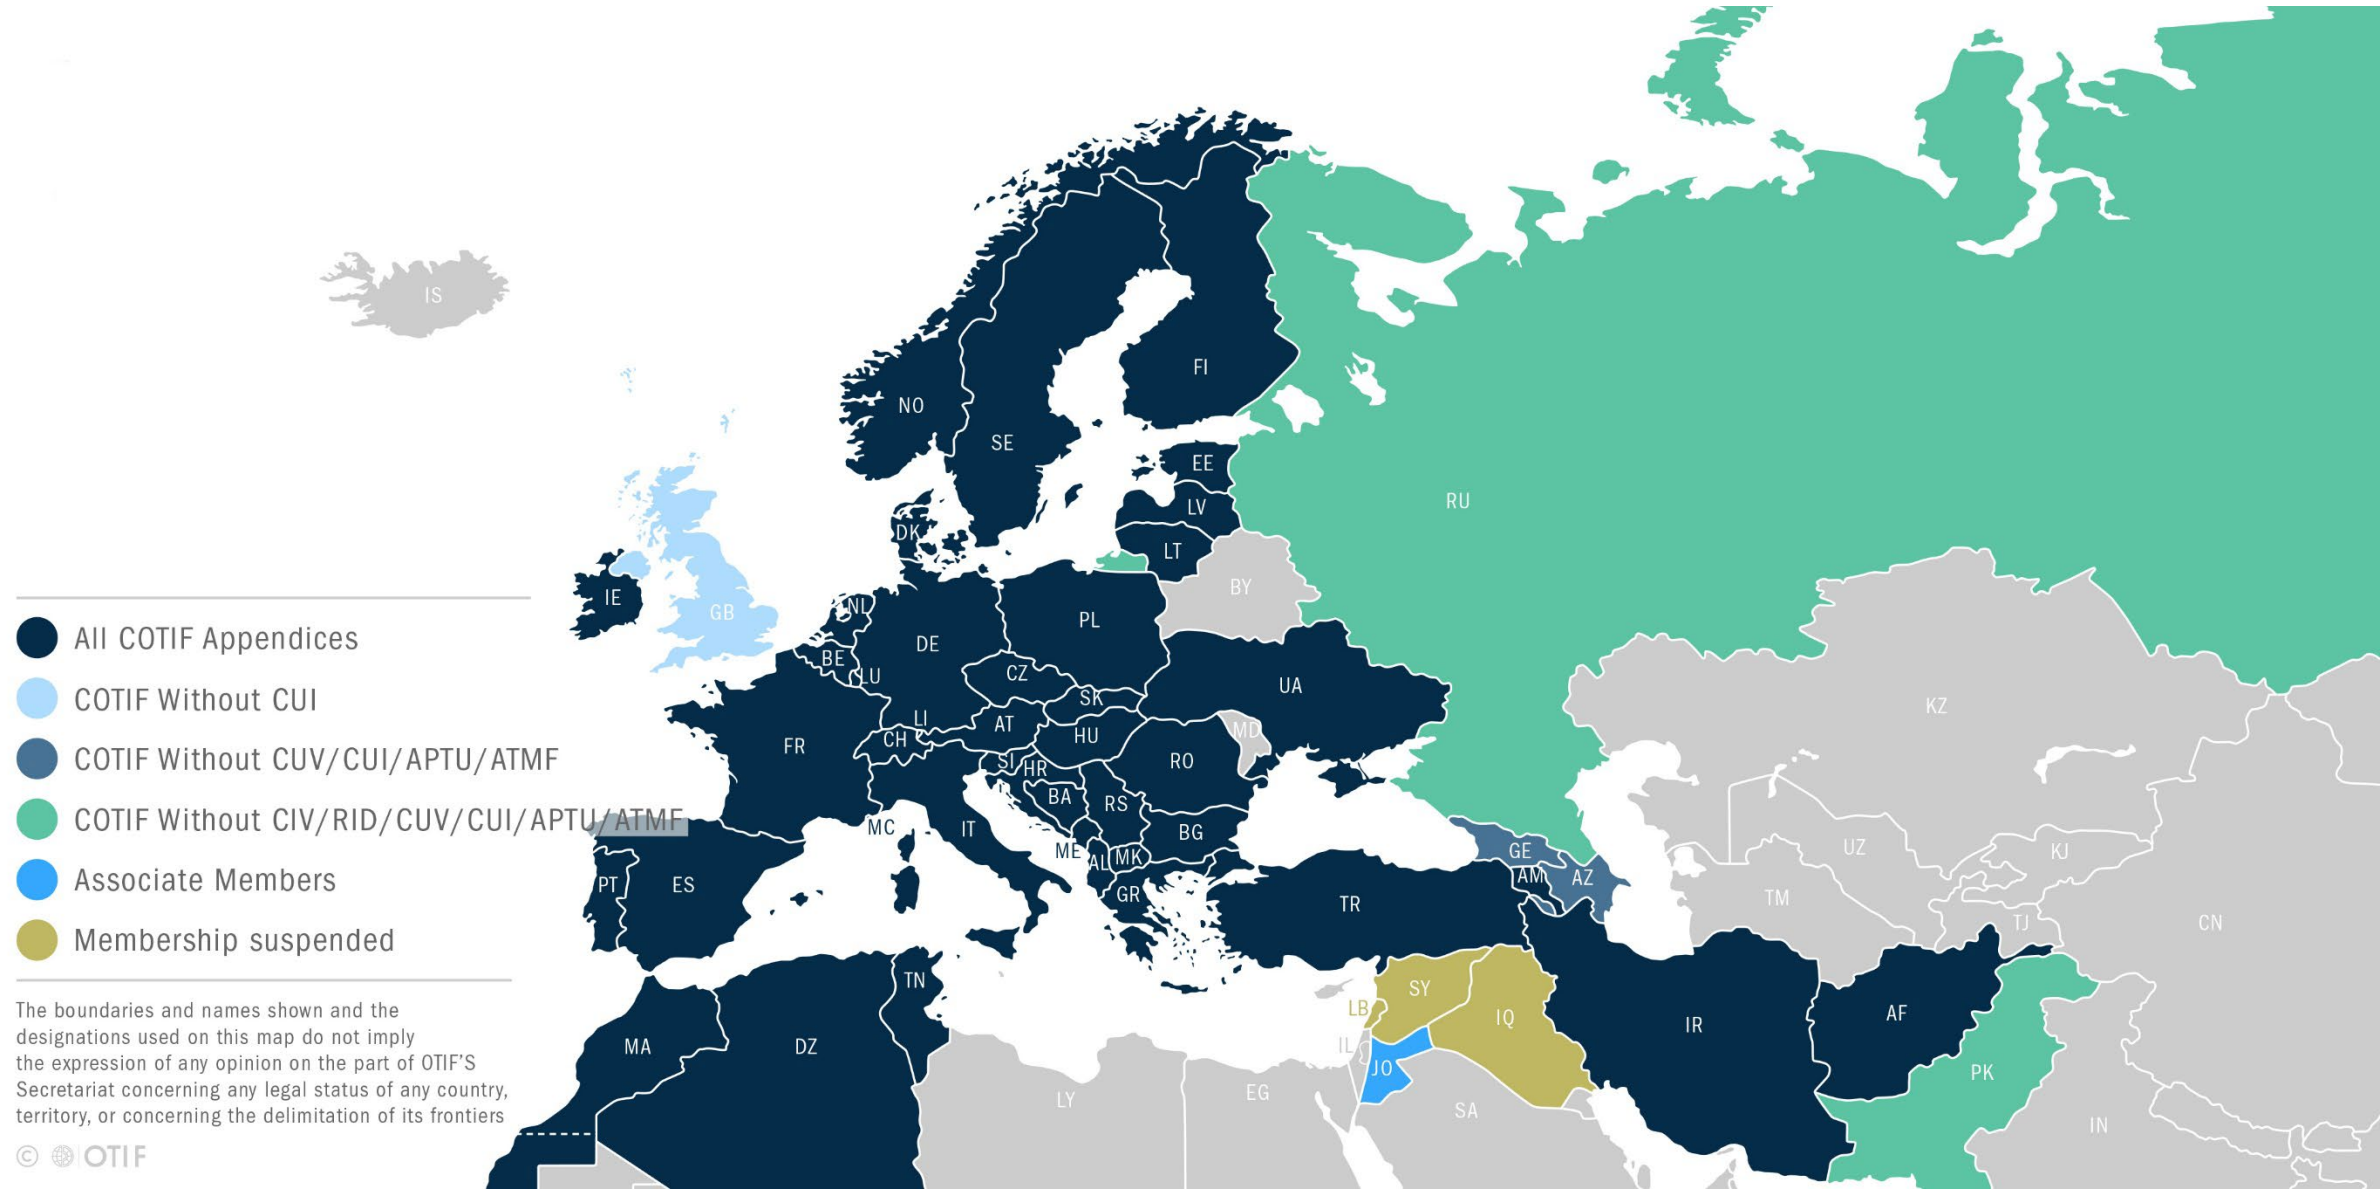 IS
NO
SE
FI
EE
LV
LT
DK
RU
IE
GB
NL
BE
LU
DE
PL
BY
CZ
SK
UA
LI
CH
AT
HU
MD
FR
SI
HR
RO
KZ
BA
RS
MC
IT
BG
ME
AL
MK
GR
PT
ES
TR
GE
AM
AZ
UZ
KJ
TM
TJ
CN
TN
LB
SY
IQ
IR
AF
MA
DZ
IL
JO
PK
LY
EG
SA
IN
All COTIF Appendices
COTIF Without CUI
COTIF Without CUV/CUI/APTU/ATMF
COTIF Without CIV/RID/CUV/CUI/APTU/ATMF
Associate Members
Membership suspended
The boundaries and names shown and the
designations used on this map do not imply
the expression of any opinion on the part of OTIF'S
Secretariat concerning any legal status of any country,
territory, or concerning the delimitation of its frontiers
© OTIF